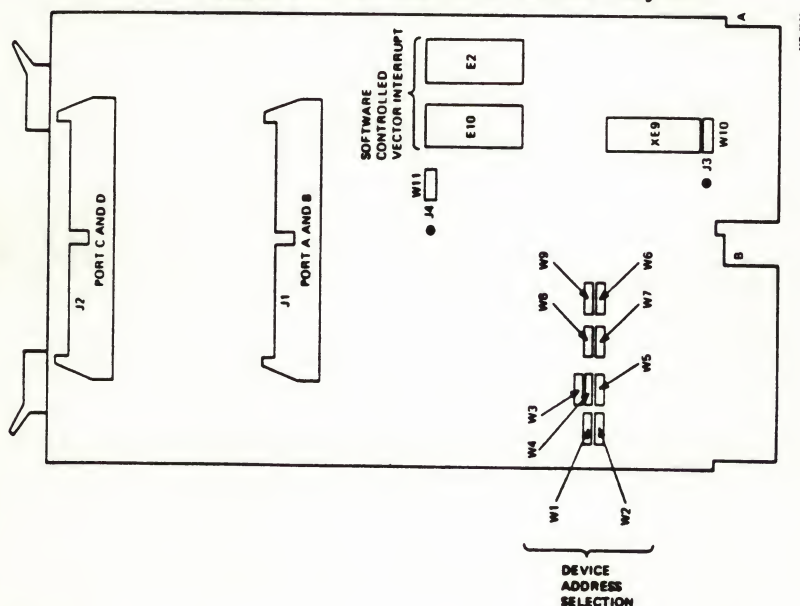 A
J2
PORT C AND D
J1
PORT A AND B
SOFTWARE
CONTROLLED
VECTOR INTERRUPT
E2
E10
W11
J4
XE9
W10
J3
B
W9
W6
W8
W7
W3
W5
W4
W1
W2
DEVICE
ADDRESS
SELECTION